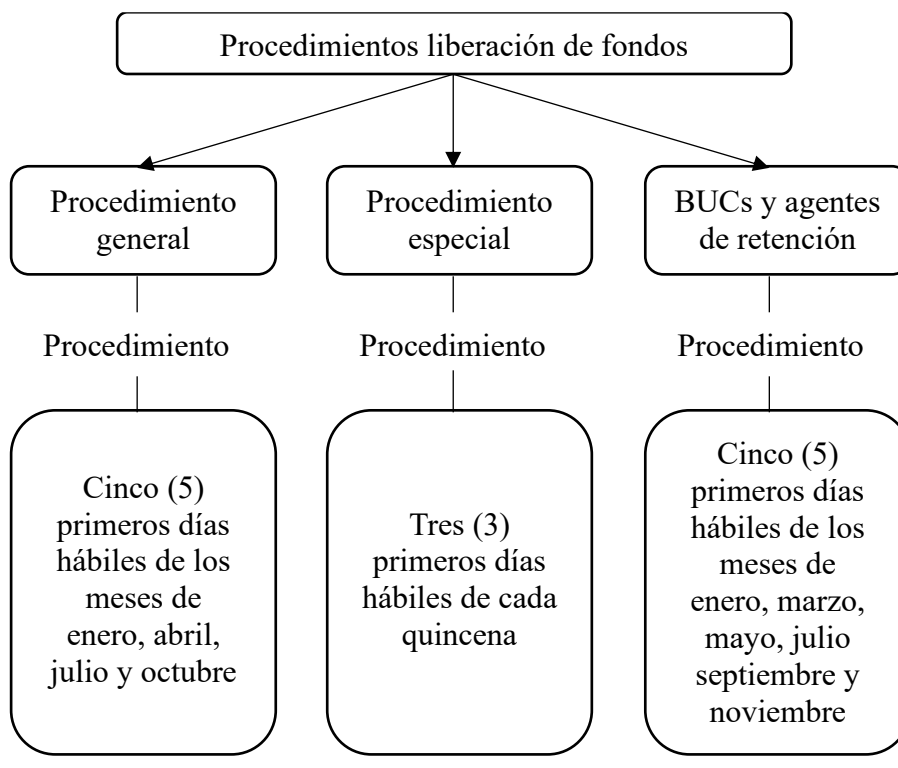 Procedimientos liberación de fondos
Procedimiento
general
Procedimiento
especial
BUCs y agentes
de retención
Procedimiento
Procedimiento
Procedimiento
Cinco (5)
primeros días
hábiles de los
meses de
enero, abril,
julio y octubre
Tres (3)
primeros días
hábiles de cada
quincena
Cinco (5)
primeros días
hábiles de los
meses de
enero, marzo,
mayo, julio
septiembre y
noviembre